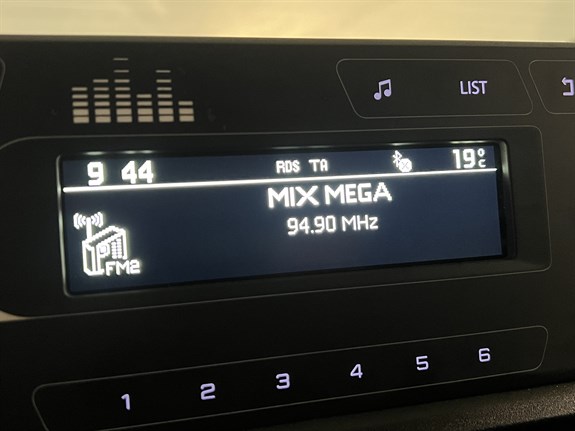 LIST
9 44 RDS TA 19°C
MIX MEGA
94.90 MHz
FM2
1 2 3 4 5 6